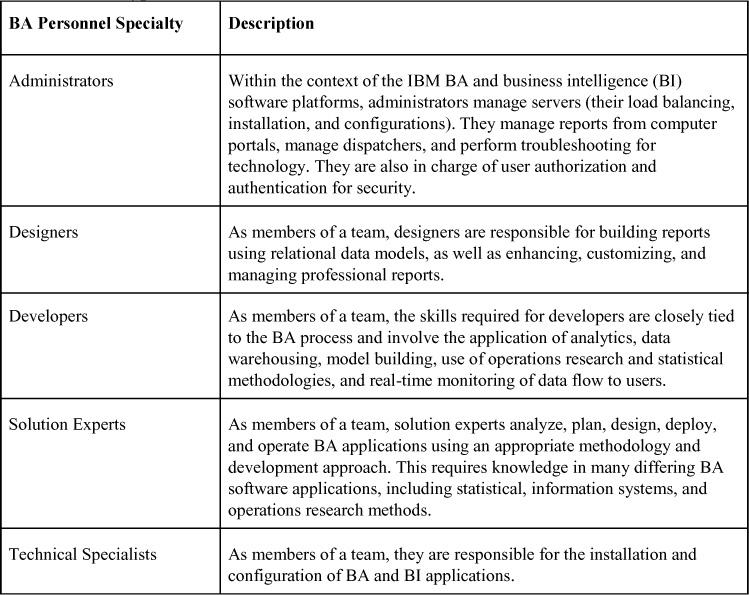 BA Personnel Specialty
Description
Administrators
Within the context of the IBM BA and business intelligence (BI)
software platforms, administrators manage servers (their load balancing,
installation, and configurations). They manage reports from computer
portals, manage dispatchers, and perform troubleshooting for
technology. They are also in charge of user authorization and
authentication for security.
Designers
As members of a team, designers are responsible for building reports
using relational data models, as well as enhancing, customizing, and
managing professional reports.
Developers
As members of a team, the skills required for developers are closely tied
to the BA process and involve the application of analytics, data
warehousing, model building, use of operations research and statistical
methodologies, and real-time monitoring of data flow to users.
Solution Experts
As members of a team, solution experts analyze, plan, design, deploy,
and operate BA applications using an appropriate methodology and
development approach. This requires knowledge in many differing BA
software applications, including statistical, information systems, and
operations research methods.
Technical Specialists
As members of a team, they are responsible for the installation and
configuration of BA and BI applications.